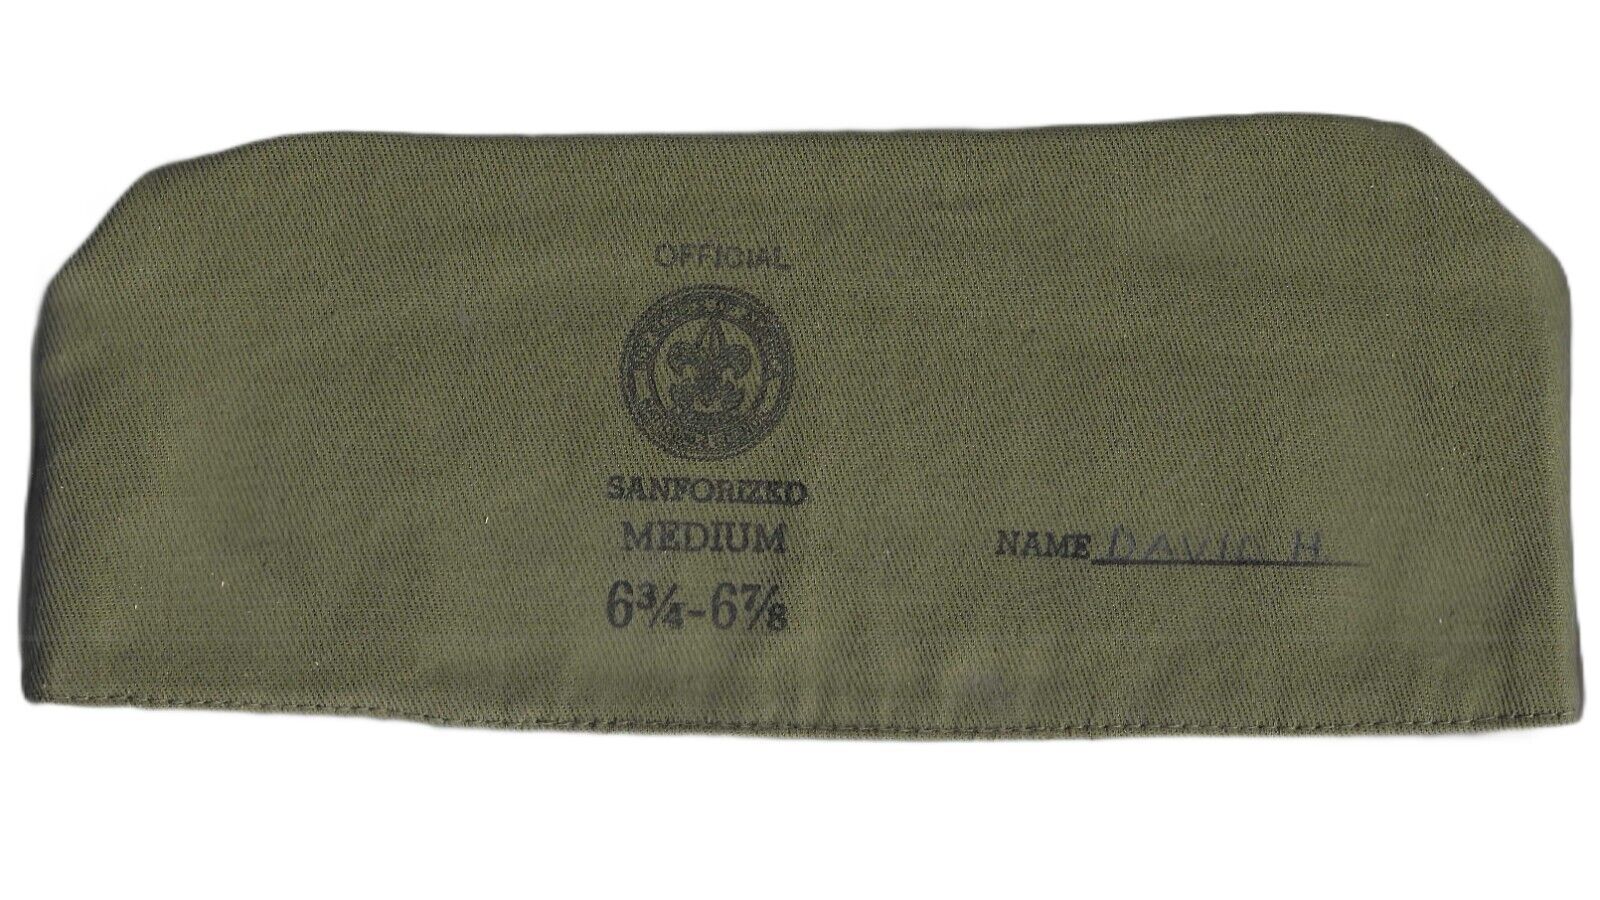 OFFICIAL
SANFORIZED
MEDIUM
6¾-6⅞
NAME DAVID H